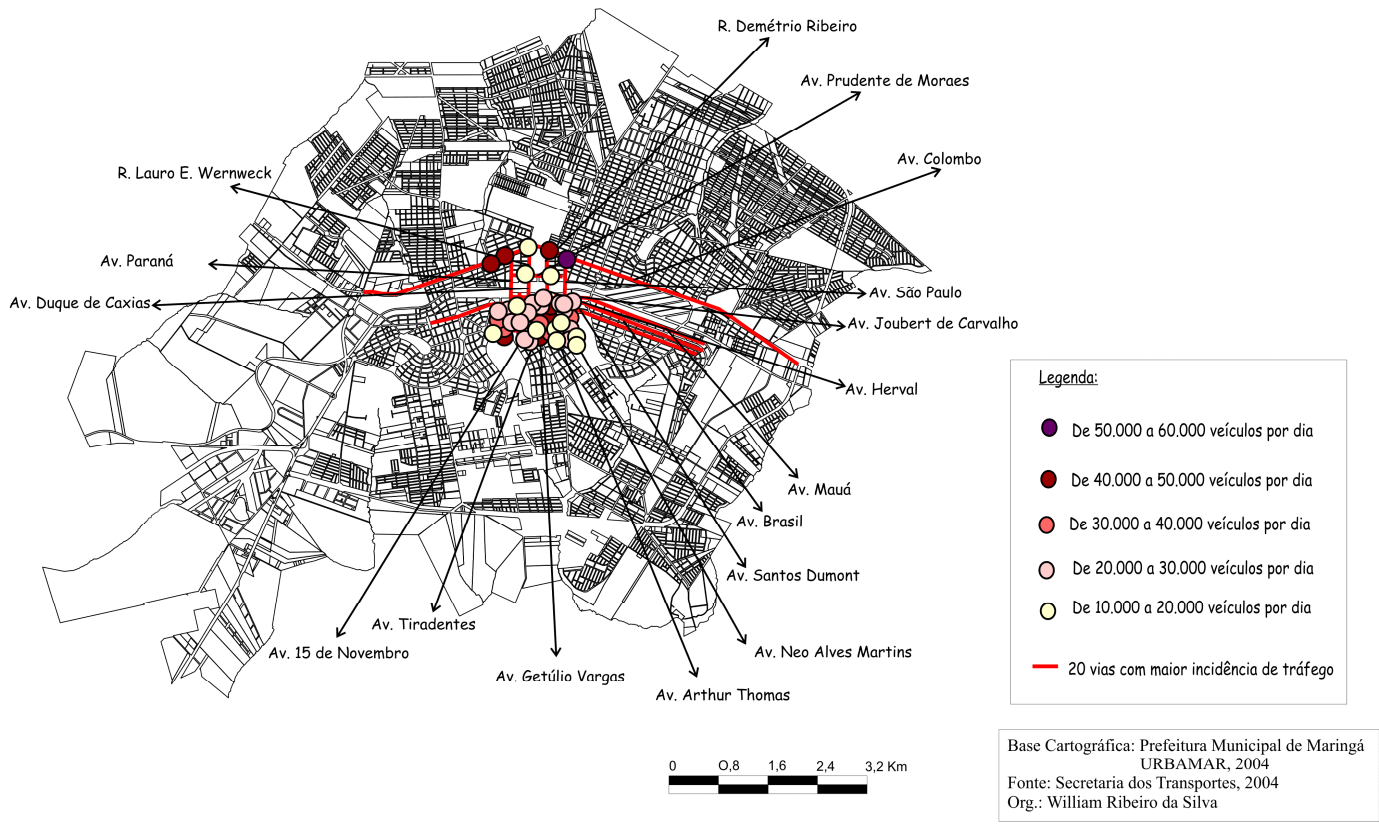 R. Demétrio Ribeiro
Av. Prudente de Moraes
Av. Colombo
R. Lauro E. Wernweck
Av. Paraná
Av. Duque de Caxias
Av. São Paulo
Av. Joubert de Carvalho
Av. Herval
Av. Mauá
Av. Brasil
Av. Santos Dumont
Av. Tiradentes
Av. 15 de Novembro
Av. Neo Alves Martins
Av. Getúlio Vargas
Av. Arthur Thomas
Legenda:
De 50.000 a 60.000 veículos por dia
De 40.000 a 50.000 veículos por dia
De 30.000 a 40.000 veículos por dia
De 20.000 a 30.000 veículos por dia
De 10.000 a 20.000 veículos por dia
20 vias com maior incidência de tráfego
0 0,8 1,6 2,4 3,2 Km
Base Cartográfica: Prefeitura Municipal de Maringá
URBAMAR, 2004
Fonte: Secretaria dos Transportes, 2004
Org.: William Ribeiro da Silva